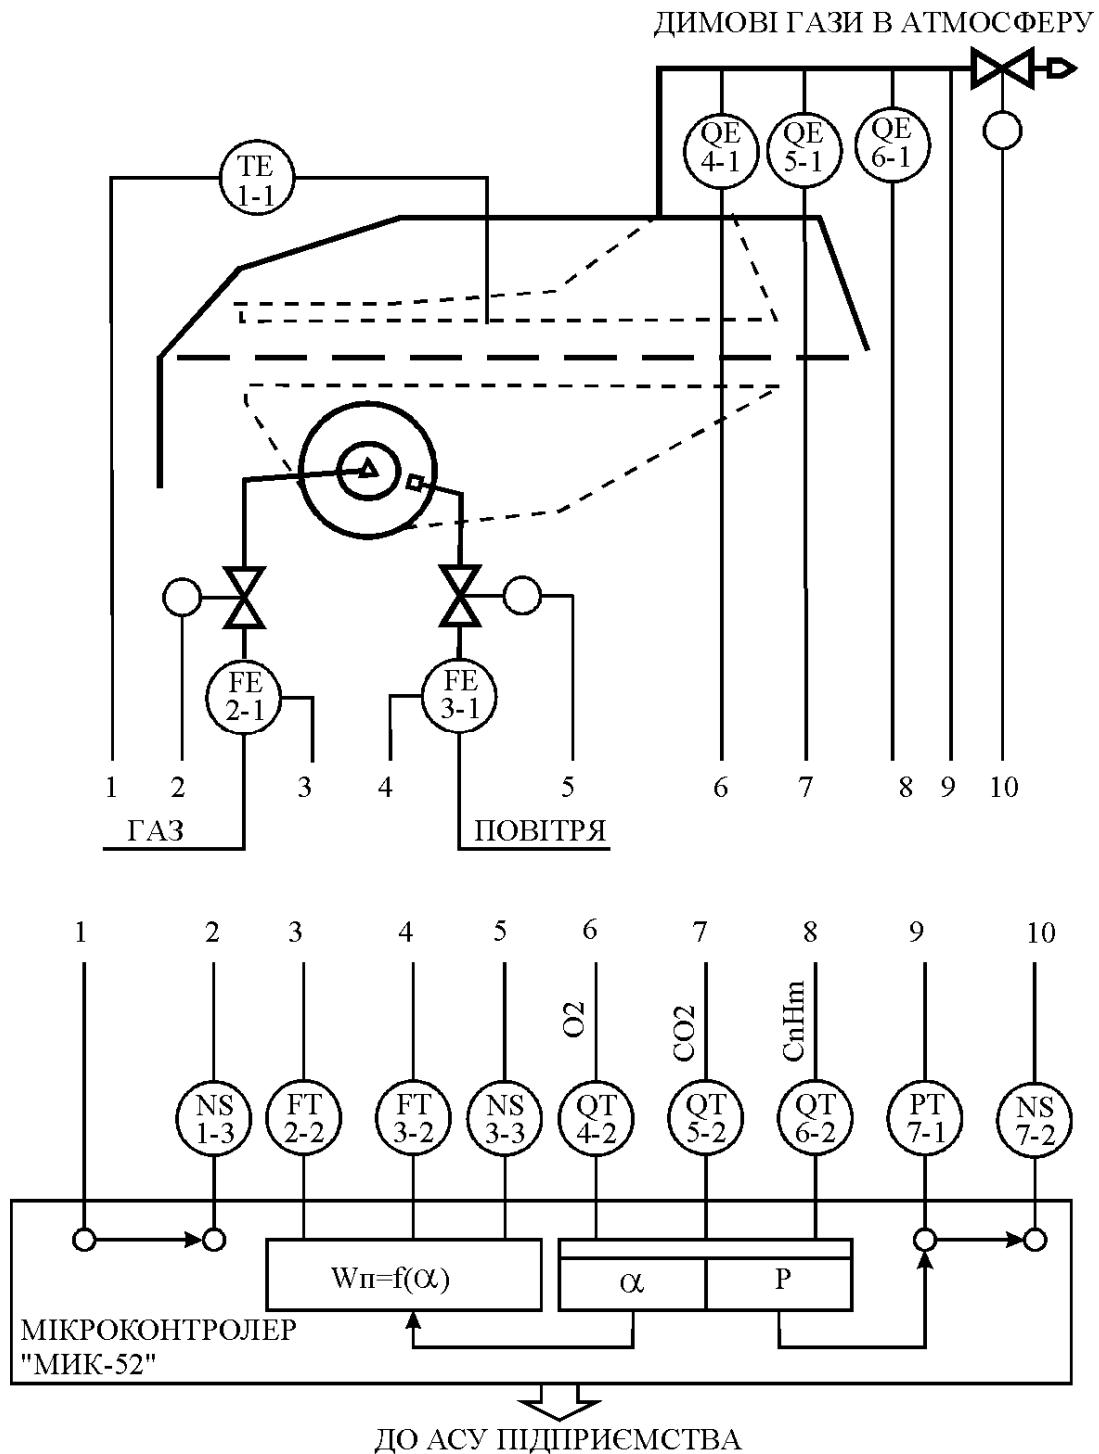 ДИМОВІ ГАЗИ В АТМОСФЕРУ
QE
4-1
QE
5-1
QE
6-1
TE
1-1
FE
2-1
FE
3-1
1
2
3
4
5
6
7
8
9
10
ГАЗ
ПОВІТРЯ
1
2
3
4
5
6
7
8
9
10
O2
CO2
CnHm
NS
1-3
FT
2-2
FT
3-2
NS
3-3
QT
4-2
QT
5-2
QT
6-2
PT
7-1
NS
7-2
Wп=f(α)
α
P
МІКРОКОНТРОЛЕР
"МИК-52"
ДО АСУ ПІДПРИЄМСТВА